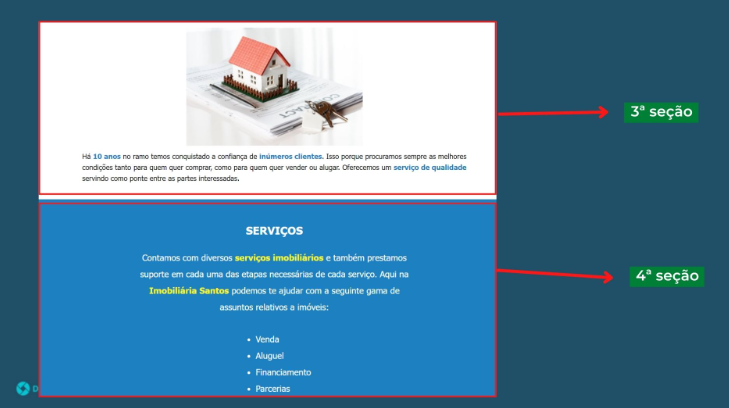 3ª seção
Há 10 anos no ramo temos conquistado a confiança de inúmeros clientes. Isso porque procuramos sempre as melhores
condições tanto para quem quer comprar, como para quem quer vender ou alugar. Oferecemos um serviço de qualidade
servindo como ponte entre as partes interessadas.
SERVIÇOS
Contamos com diversos serviços imobiliários e também prestamos
suporte em cada uma das etapas necessárias de cada serviço. Aqui na
Imobiliária Santos podemos te ajudar com a seguinte gama de
assuntos relativos a imóveis:
4ª seção
• Venda
• Aluguel
• Financiamento
• Parcerias